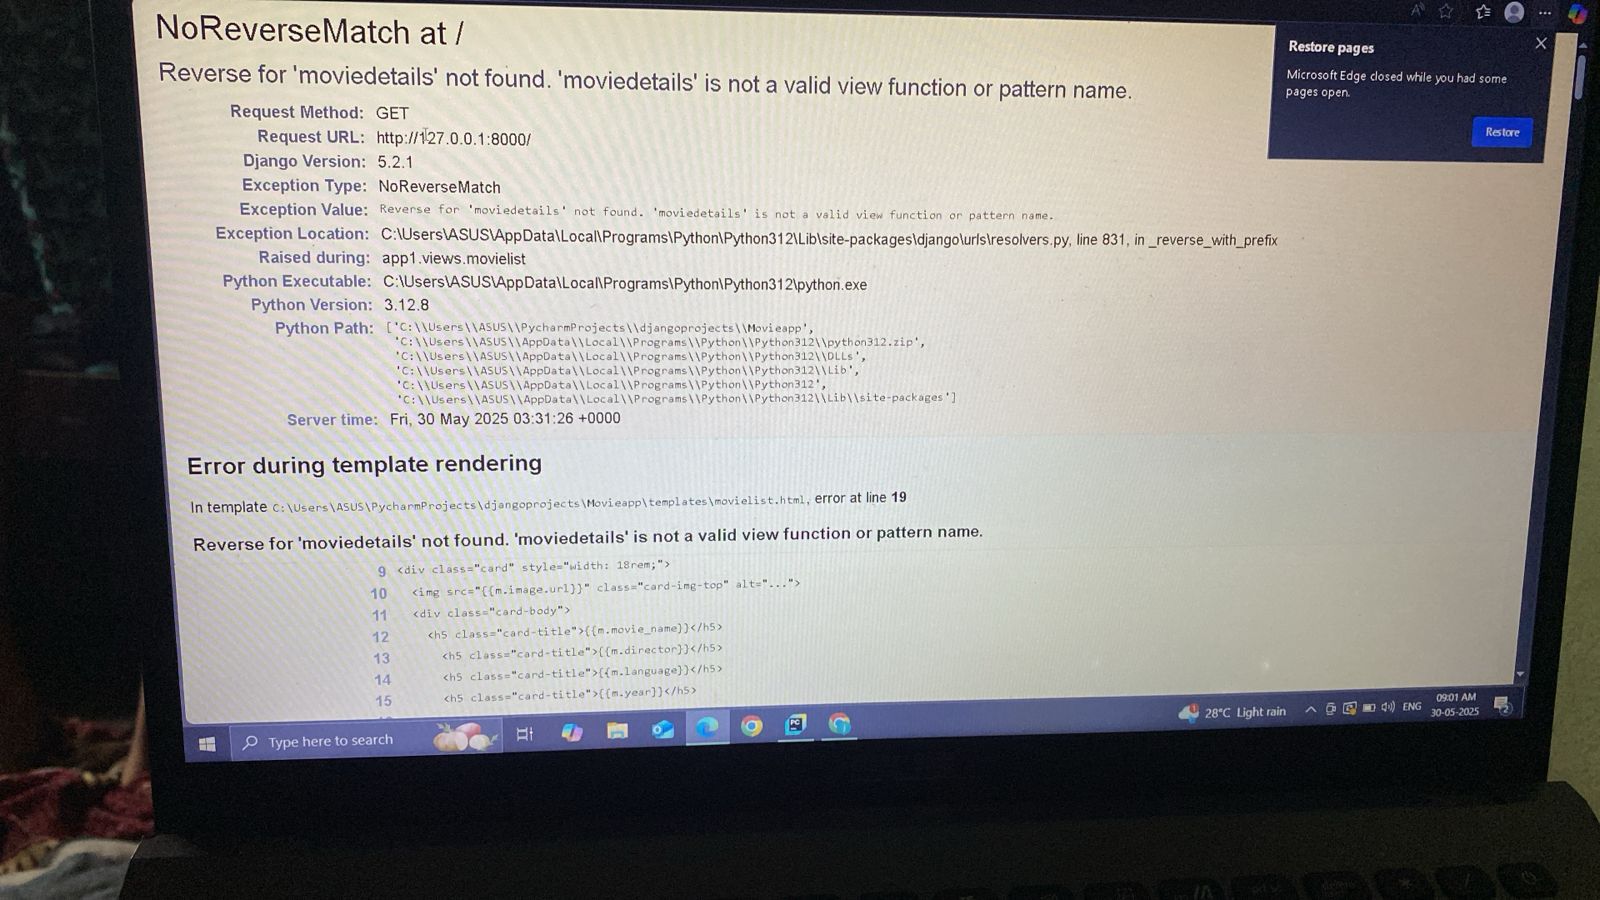 NoReverseMatch at /
Reverse for 'moviedetails' not found. 'moviedetails' is not a valid view function or pattern name.
Request Method: GET
Request URL: http://127.0.0.1:8000/
Django Version: 5.2.1
Exception Type: NoReverseMatch
Exception Value: Reverse for 'moviedetails' not found. 'moviedetails' is not a valid view function or pattern name.
Exception Location: C:\Users\ASUS\AppData\Local\Programs\Python\Python312\Lib\site-packages\django\urls\resolvers.py, line 831, in _reverse_with_prefix
Raised during: app1.views.movielist
Python Executable: C:\Users\ASUS\AppData\Local\Programs\Python\Python312\python.exe
Python Version: 3.12.8
Python Path: ['C:\\Users\\ASUS\\PycharmProjects\\djangoprojects\\Movieapp',
'C:\\Users\\ASUS\\AppData\\Local\\Programs\\Python\\Python312\\python312.zip',
'C:\\Users\\ASUS\\AppData\\Local\\Programs\\Python\\Python312\\DLLs',
'C:\\Users\\ASUS\\AppData\\Local\\Programs\\Python\\Python312\\Lib',
'C:\\Users\\ASUS\\AppData\\Local\\Programs\\Python\\Python312',
'C:\\Users\\ASUS\\AppData\\Local\\Programs\\Python\\Python312\\Lib\\site-packages']
Server time: Fri, 30 May 2025 03:31:26 +0000
Error during template rendering
In template C:\Users\ASUS\PycharmProjects\djangoprojects\Movieapp\templates\movielist.html, error at line 19
Reverse for 'moviedetails' not found. 'moviedetails' is not a valid view function or pattern name.
9 <div class="card" style="width: 18rem;">
10 <img src="{{m.image.url}}" class="card-img-top" alt="...">
11 <div class="card-body">
12 <h5 class="card-title">{{m.movie_name}}</h5>
13 <h5 class="card-title">{{m.director}}</h5>
14 <h5 class="card-title">{{m.language}}</h5>
15 <h5 class="card-title">{{m.year}}</h5>
Restore pages
Microsoft Edge closed while you had some
pages open.
Restore
Type here to search
28°C Light rain
ENG
09:01 AM
30-05-2025